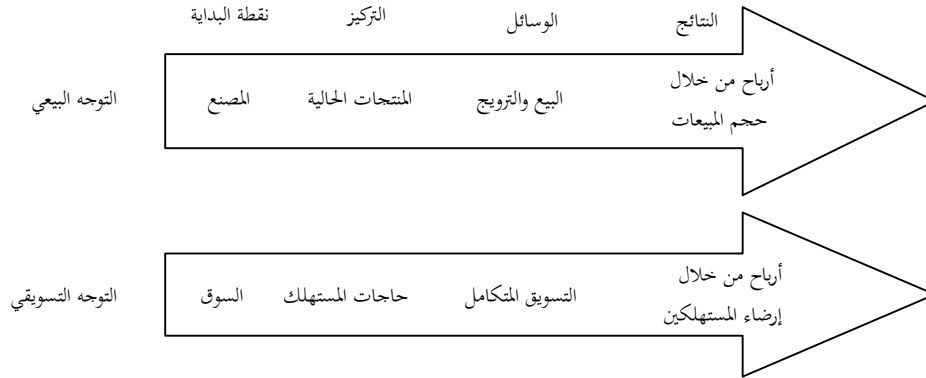 نقطة البداية
التركيز
الوسائل
النتائج
التوجه البيعي
المصنع
المنتجات الحالية
البيع والترويج
أرباح من خلال
حجم المبيعات
التوجه التسويقي
السوق
حاجات المستهلك
التسويق المتكامل
أرباح من خلال
إرضاء المستهلكين